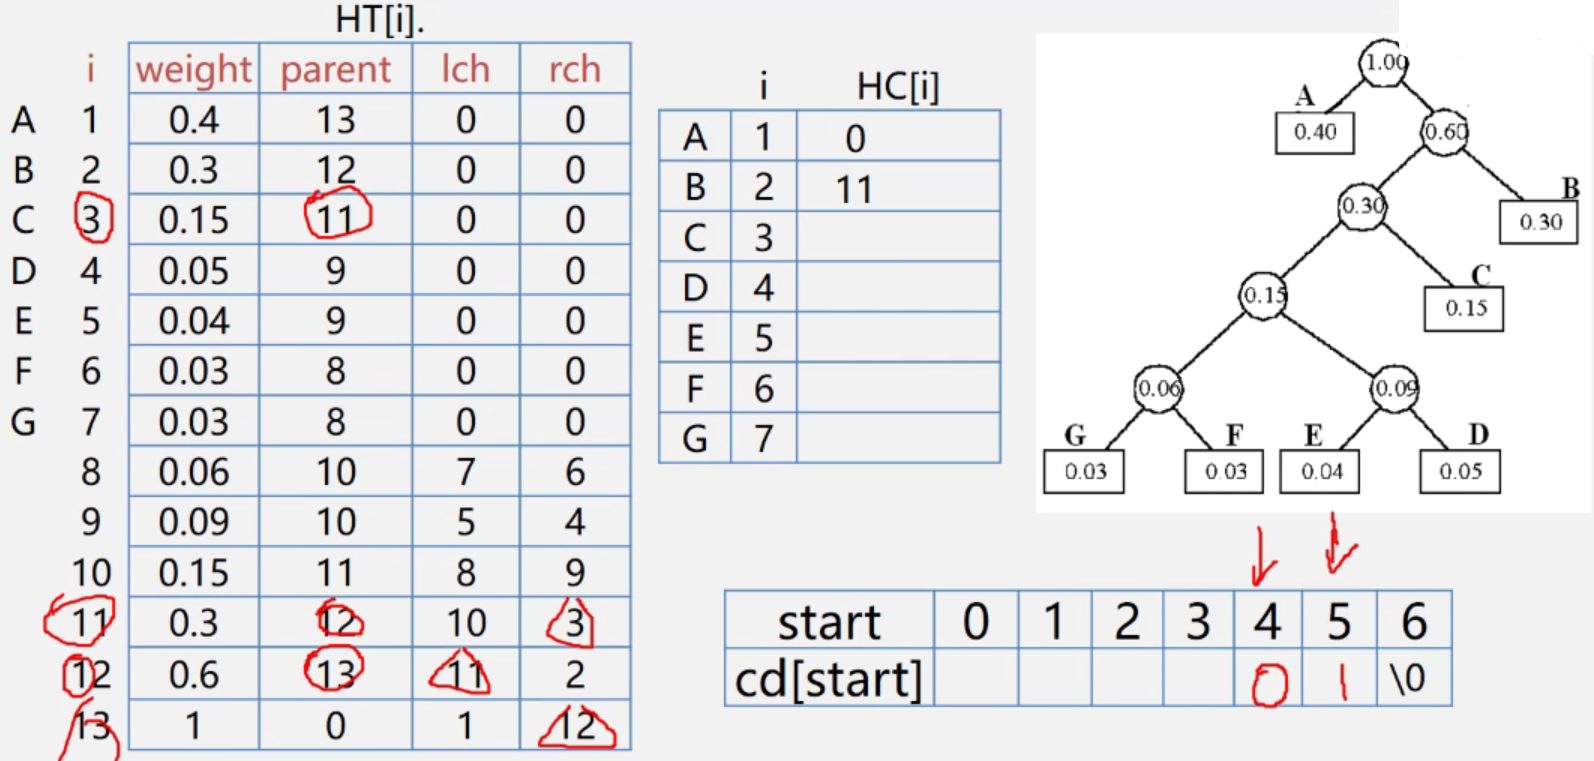 HT[i].
i weight parent lch rch
A 1 0.4 13 0 0
B 2 0.3 12 0 0
C 3 0.15 11 0 0
D 4 0.05 9 0 0
E 5 0.04 9 0 0
F 6 0.03 8 0 0
G 7 0.03 8 0 0
8 0.06 10 7 6
9 0.09 10 5 4
10 0.15 11 8 9
11 0.3 12 10 3
12 0.6 13 11 2
13 1 0 1 12
i HC[i]
A 1 0
B 2 11
C 3
D 4
E 5
F 6
G 7
1.00
A
0.40 0.60
B
0.30 0.30
C
0.15 0.15
0.06 0.09
G F E D
0.03 0.03 0.04 0.05
start 0 1 2 3 4 5 6
cd[start] 0 1 \0